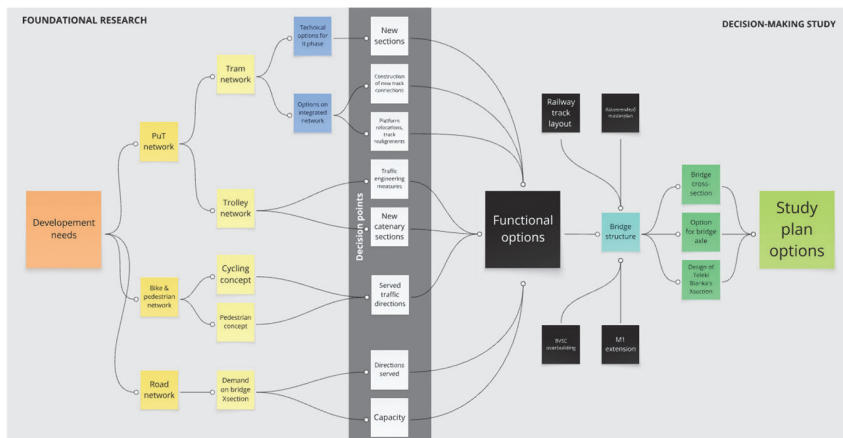 FOUNDATIONAL RESEARCH
DECISION-MAKING STUDY
Developement
needs
PuT
network
Bike &
pedestrian
network
Road
network
Tram
network
Trolley
network
Cycling
concept
Pedestrian
concept
Demand
on bridge
Xsection
Technical
options for
II phase
Options on
integrated
network
Decision points
New
sections
Construction
of new track
connections
Platform
relocations,
track
realignments
Traffic
engineering
measures
New
catenary
sections
Served
traffic
directions
Directions
served
Capacity
Functional
options
Railway
track
layout
masterplan
Bridge
structure
BVSC
overbuilding
M1
extension
Bridge
cross-
section
Option
for bridge
axle
Design of
Teleki
Blanka's
Xsection
Study
plan
options